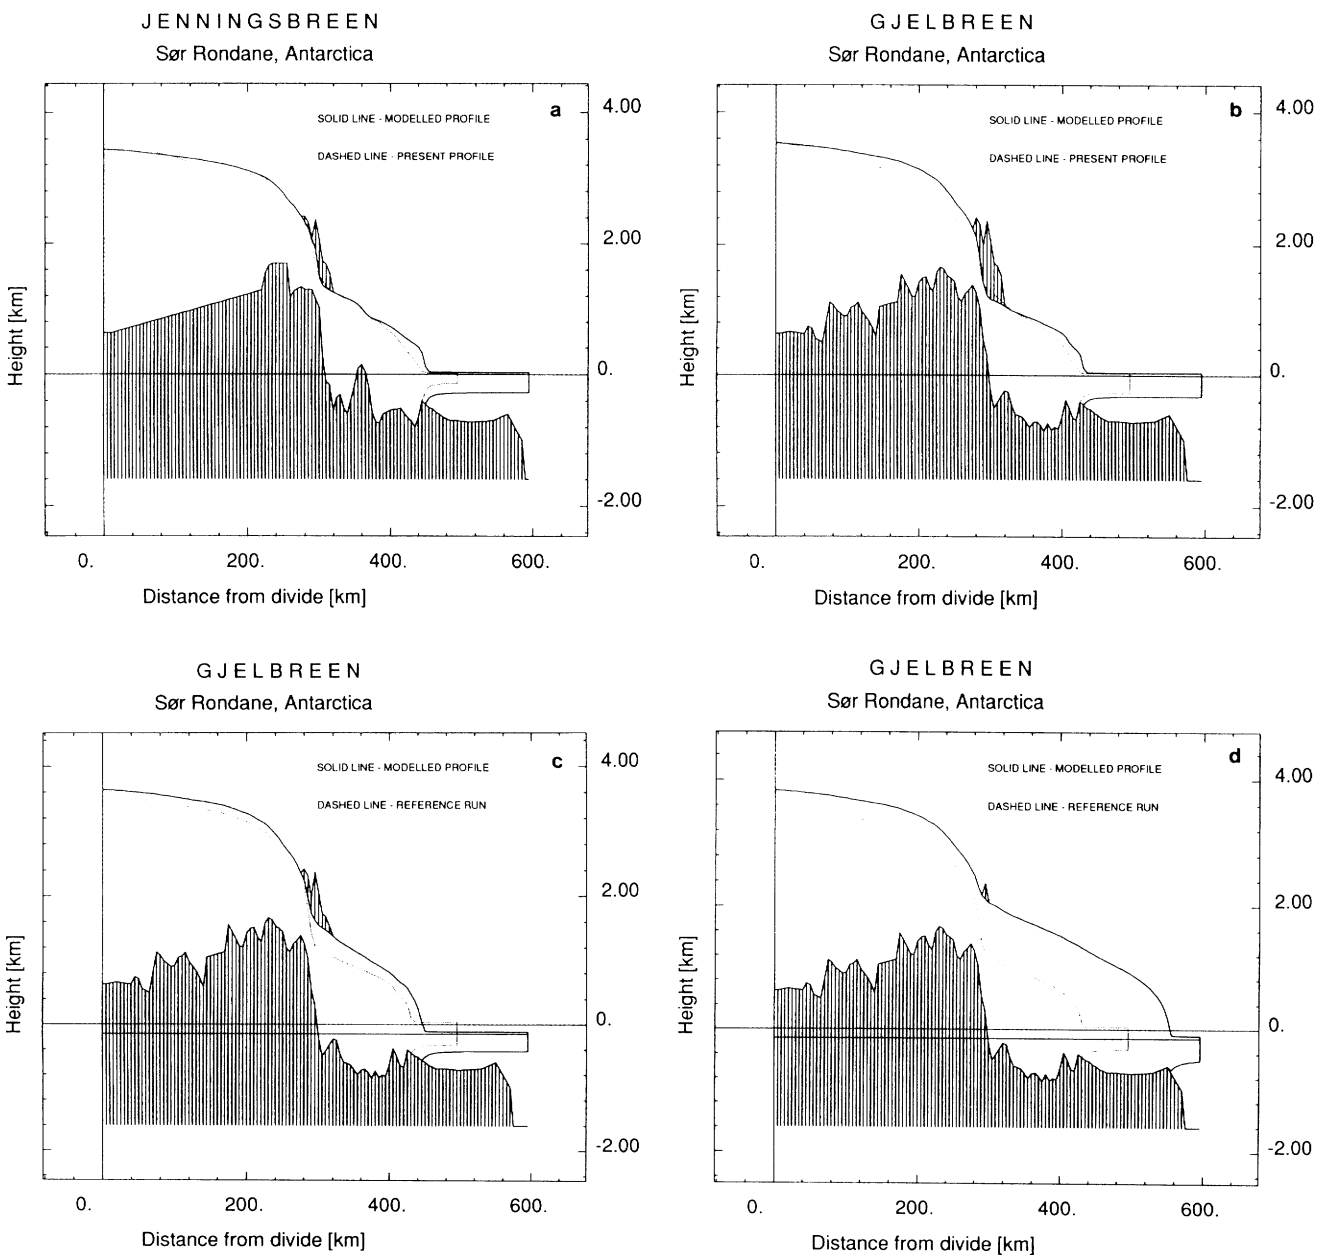 JENNINGSBREEN
Sør Rondane, Antarctica
a
SOLID LINE - MODELLED PROFILE
DASHED LINE - PRESENT PROFILE
4.00
2.00
0.
-2.00
Height [km]
0. 200. 400. 600.
Distance from divide [km]
GJELBREEN
Sør Rondane, Antarctica
b
SOLID LINE - MODELLED PROFILE
DASHED LINE - PRESENT PROFILE
4.00
2.00
0.
-2.00
Height [km]
0. 200. 400. 600.
Distance from divide [km]
GJELBREEN
Sør Rondane, Antarctica
c
SOLID LINE - MODELLED PROFILE
DASHED LINE - REFERENCE RUN
4.00
2.00
0.
-2.00
Height [km]
0. 200. 400. 600.
Distance from divide [km]
GJELBREEN
Sør Rondane, Antarctica
d
SOLID LINE - MODELLED PROFILE
DASHED LINE - REFERENCE RUN
4.00
2.00
0.
-2.00
Height [km]
0. 200. 400. 600.
Distance from divide [km]